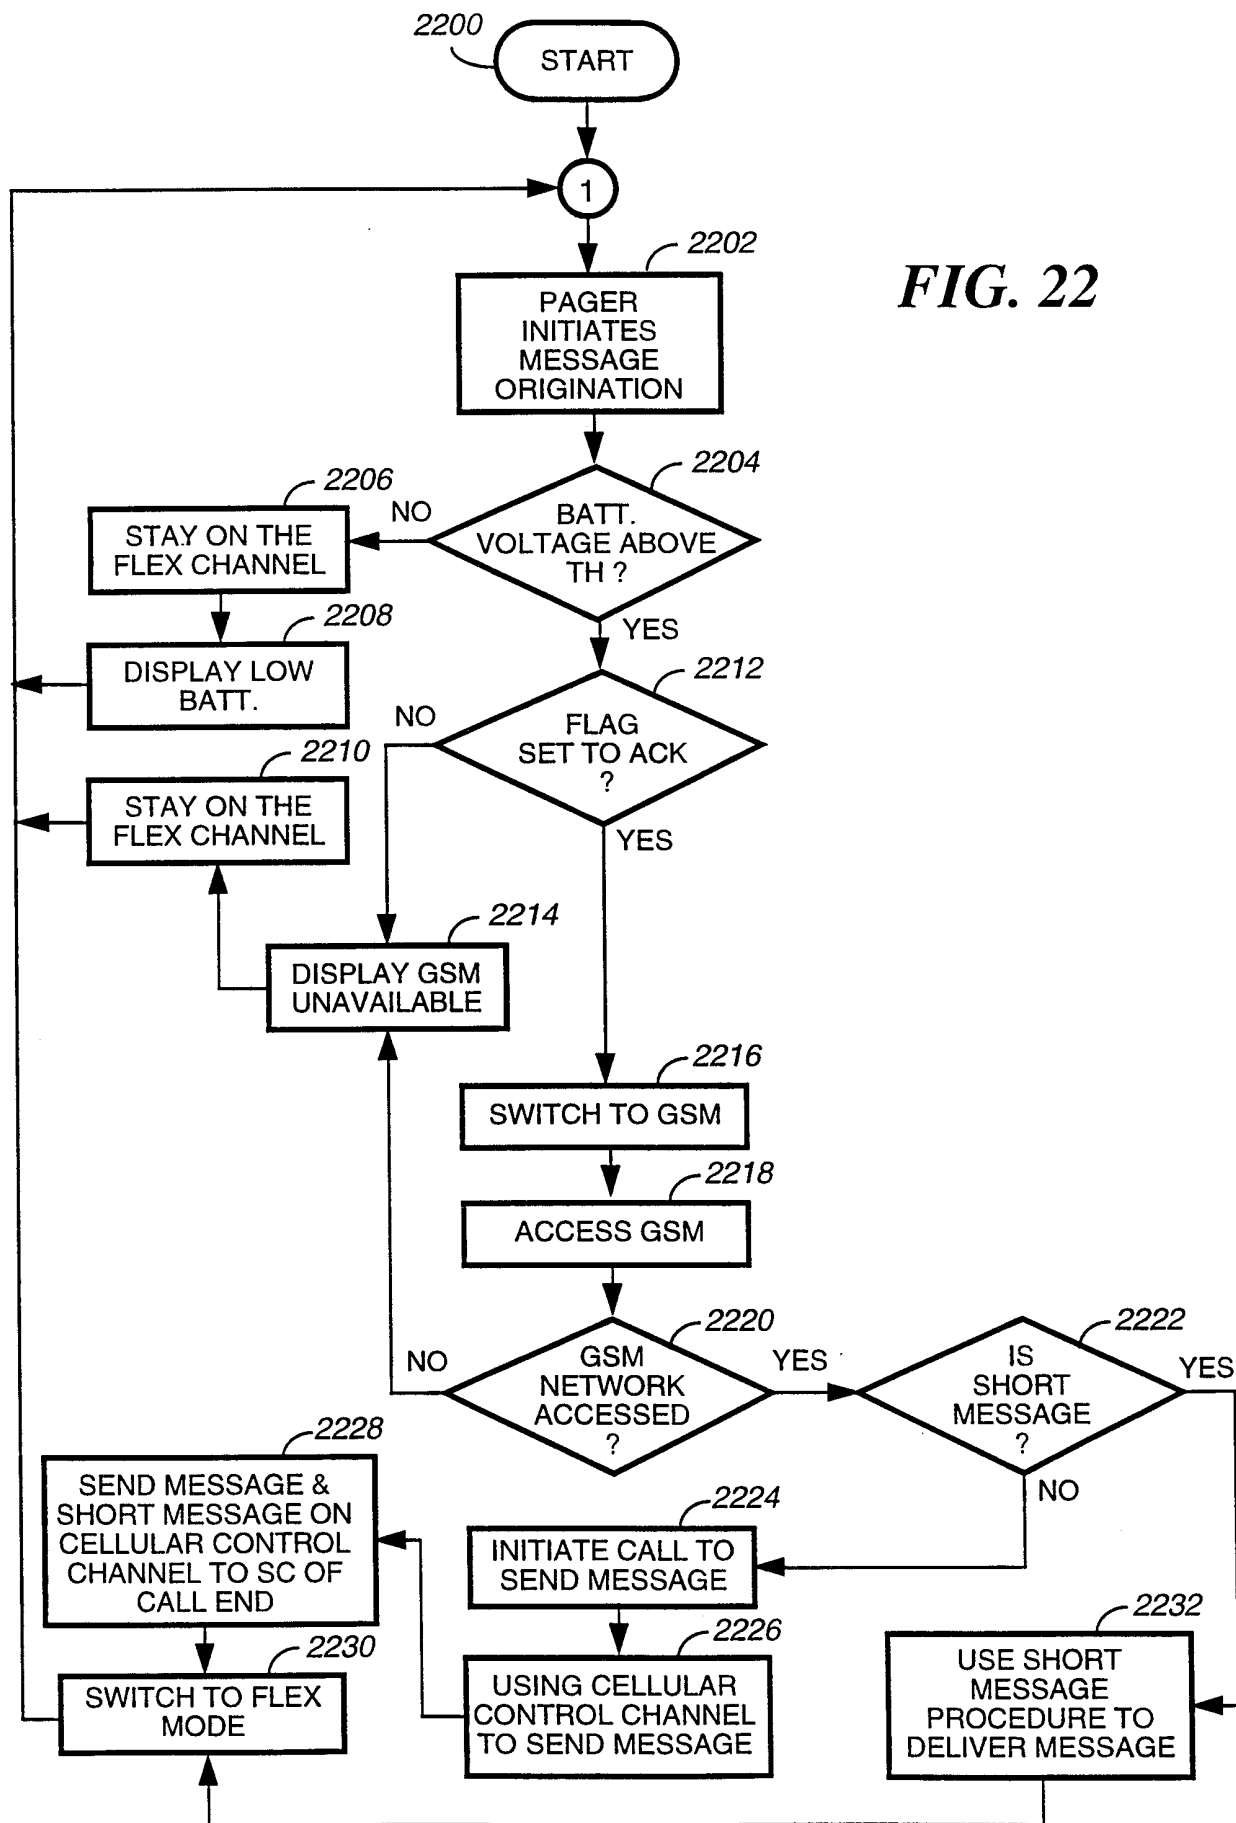 2200
START
1
2202
FIG. 22
PAGER
INITIATES
MESSAGE
ORIGINATION
2204
BATT.
VOLTAGE ABOVE
TH ?
NO
YES
2206
STAY ON THE
FLEX CHANNEL
2208
DISPLAY LOW
BATT.
2212
FLAG
SET TO ACK
?
NO
YES
2210
STAY ON THE
FLEX CHANNEL
2214
DISPLAY GSM
UNAVAILABLE
2216
SWITCH TO GSM
2218
ACCESS GSM
2220
GSM
NETWORK
ACCESSED
?
NO
YES
2222
IS
SHORT
MESSAGE
?
YES
NO
2228
SEND MESSAGE &
SHORT MESSAGE ON
CELLULAR CONTROL
CHANNEL TO SC OF
CALL END
2224
INITIATE CALL TO
SEND MESSAGE
2226
USING CELLULAR
CONTROL CHANNEL
TO SEND MESSAGE
2230
SWITCH TO FLEX
MODE
2232
USE SHORT
MESSAGE
PROCEDURE TO
DELIVER MESSAGE